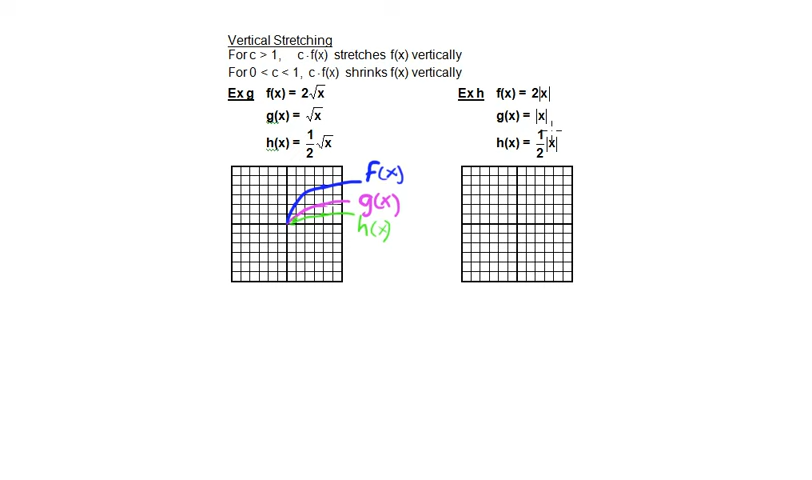 Vertical Stretching
For c > 1, c·f(x) stretches f(x) vertically
For 0 < c < 1, c·f(x) shrinks f(x) vertically
Ex g f(x) = 2√x
g(x) = √x
h(x) = 1/2 √x
f(x)
g(x)
h(x)
Ex h f(x) = 2|x|
g(x) = |x|
h(x) = 1/2 |x|